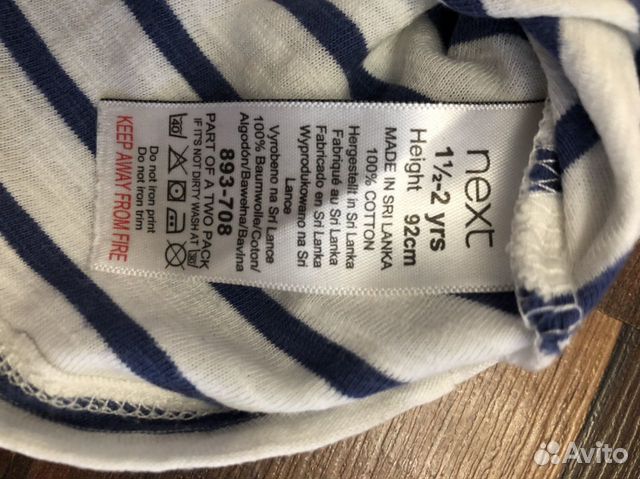 next
1½-2 yrs
Height 92cm
MADE IN SRI LANKA
100% COTTON
Hergestellt in Sri Lanka
Fabriqué au Sri Lanka
Fabricado en Sri Lanka
Wyprodukowano na Sri
Lance
Vyrobeno na Srí Lance
100% Baumwolle/Coton/
Algodón/Bawełna/Bavlna
893-708
PART OF A TWO PACK
IF IT'S NOT DIRTY WASH AT 30
40
Do not iron print
Do not iron trim
KEEP AWAY FROM FIRE
Avito